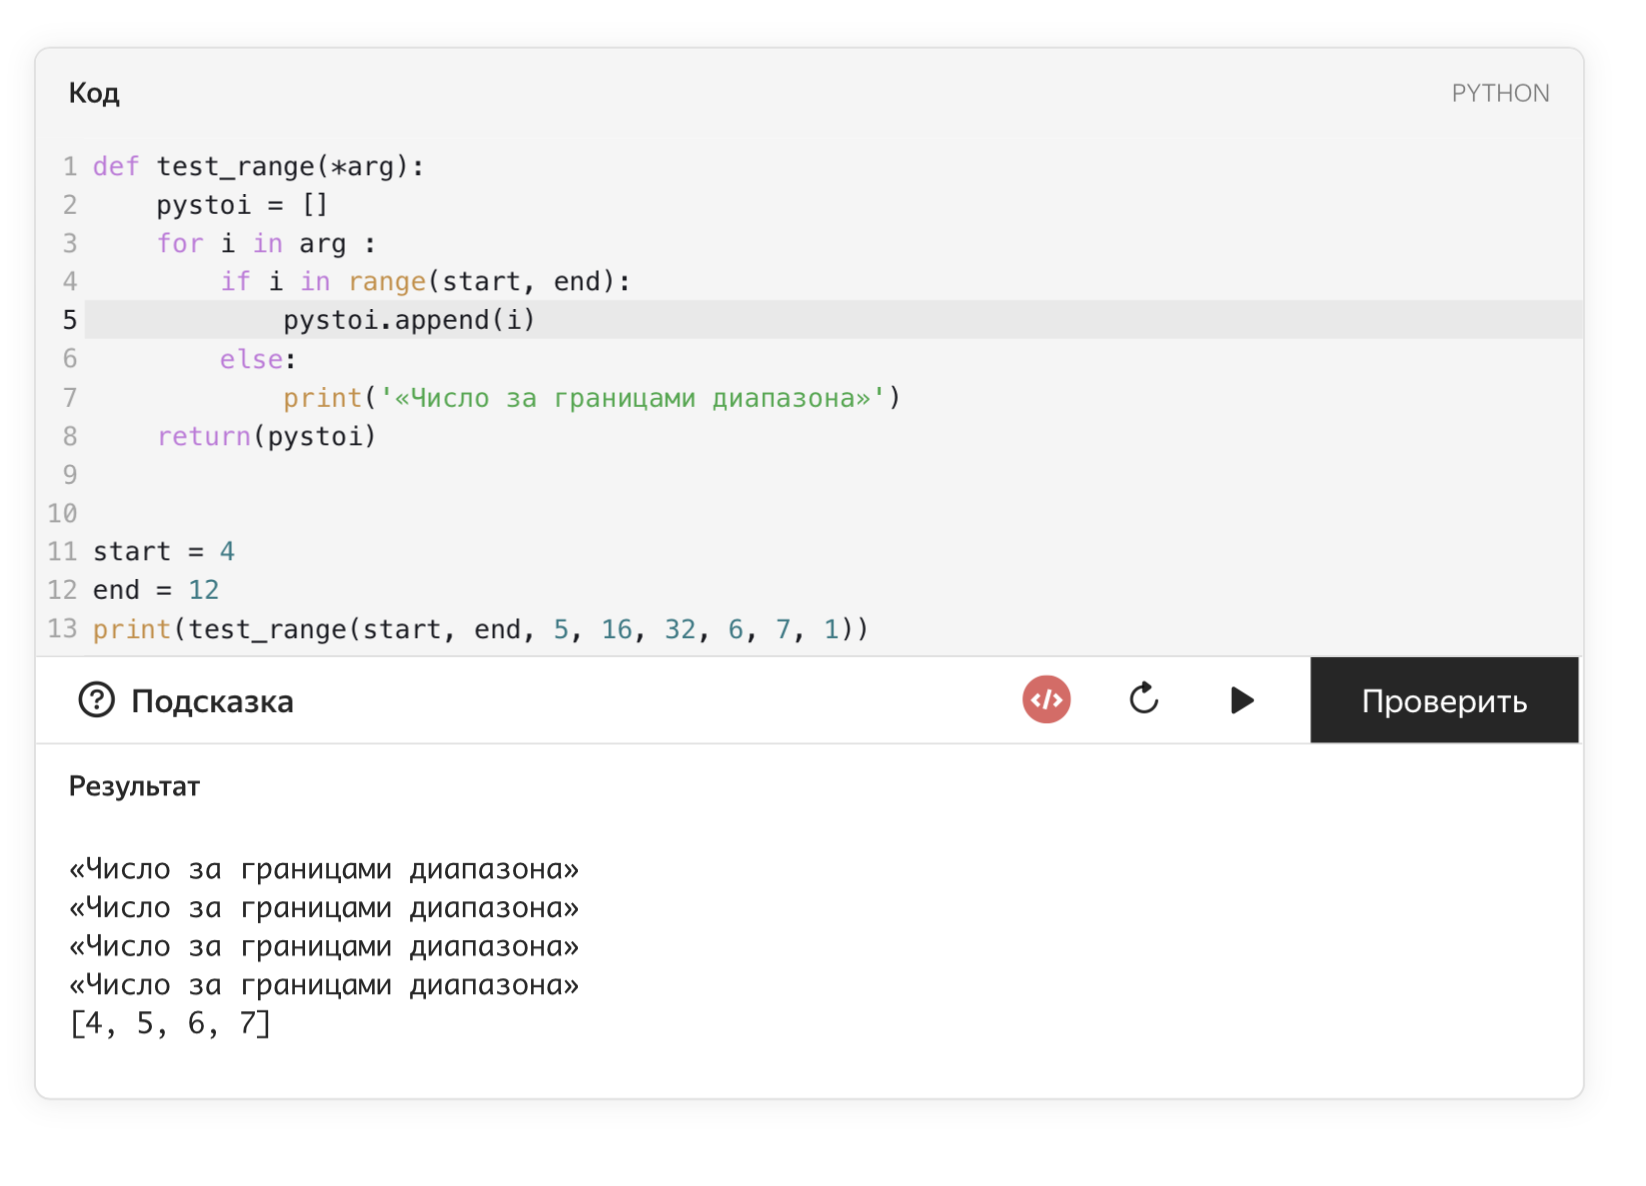 Код
PYTHON
1 def test_range(*arg):
2     pystoi = []
3     for i in arg :
4         if i in range(start, end):
5             pystoi.append(i)
6         else:
7             print('«Число за границами диапазона»')
8     return(pystoi)
9
10
11 start = 4
12 end = 12
13 print(test_range(start, end, 5, 16, 32, 6, 7, 1))
? Подсказка
</>
Проверить
Результат
«Число за границами диапазона»
«Число за границами диапазона»
«Число за границами диапазона»
«Число за границами диапазона»
[4, 5, 6, 7]